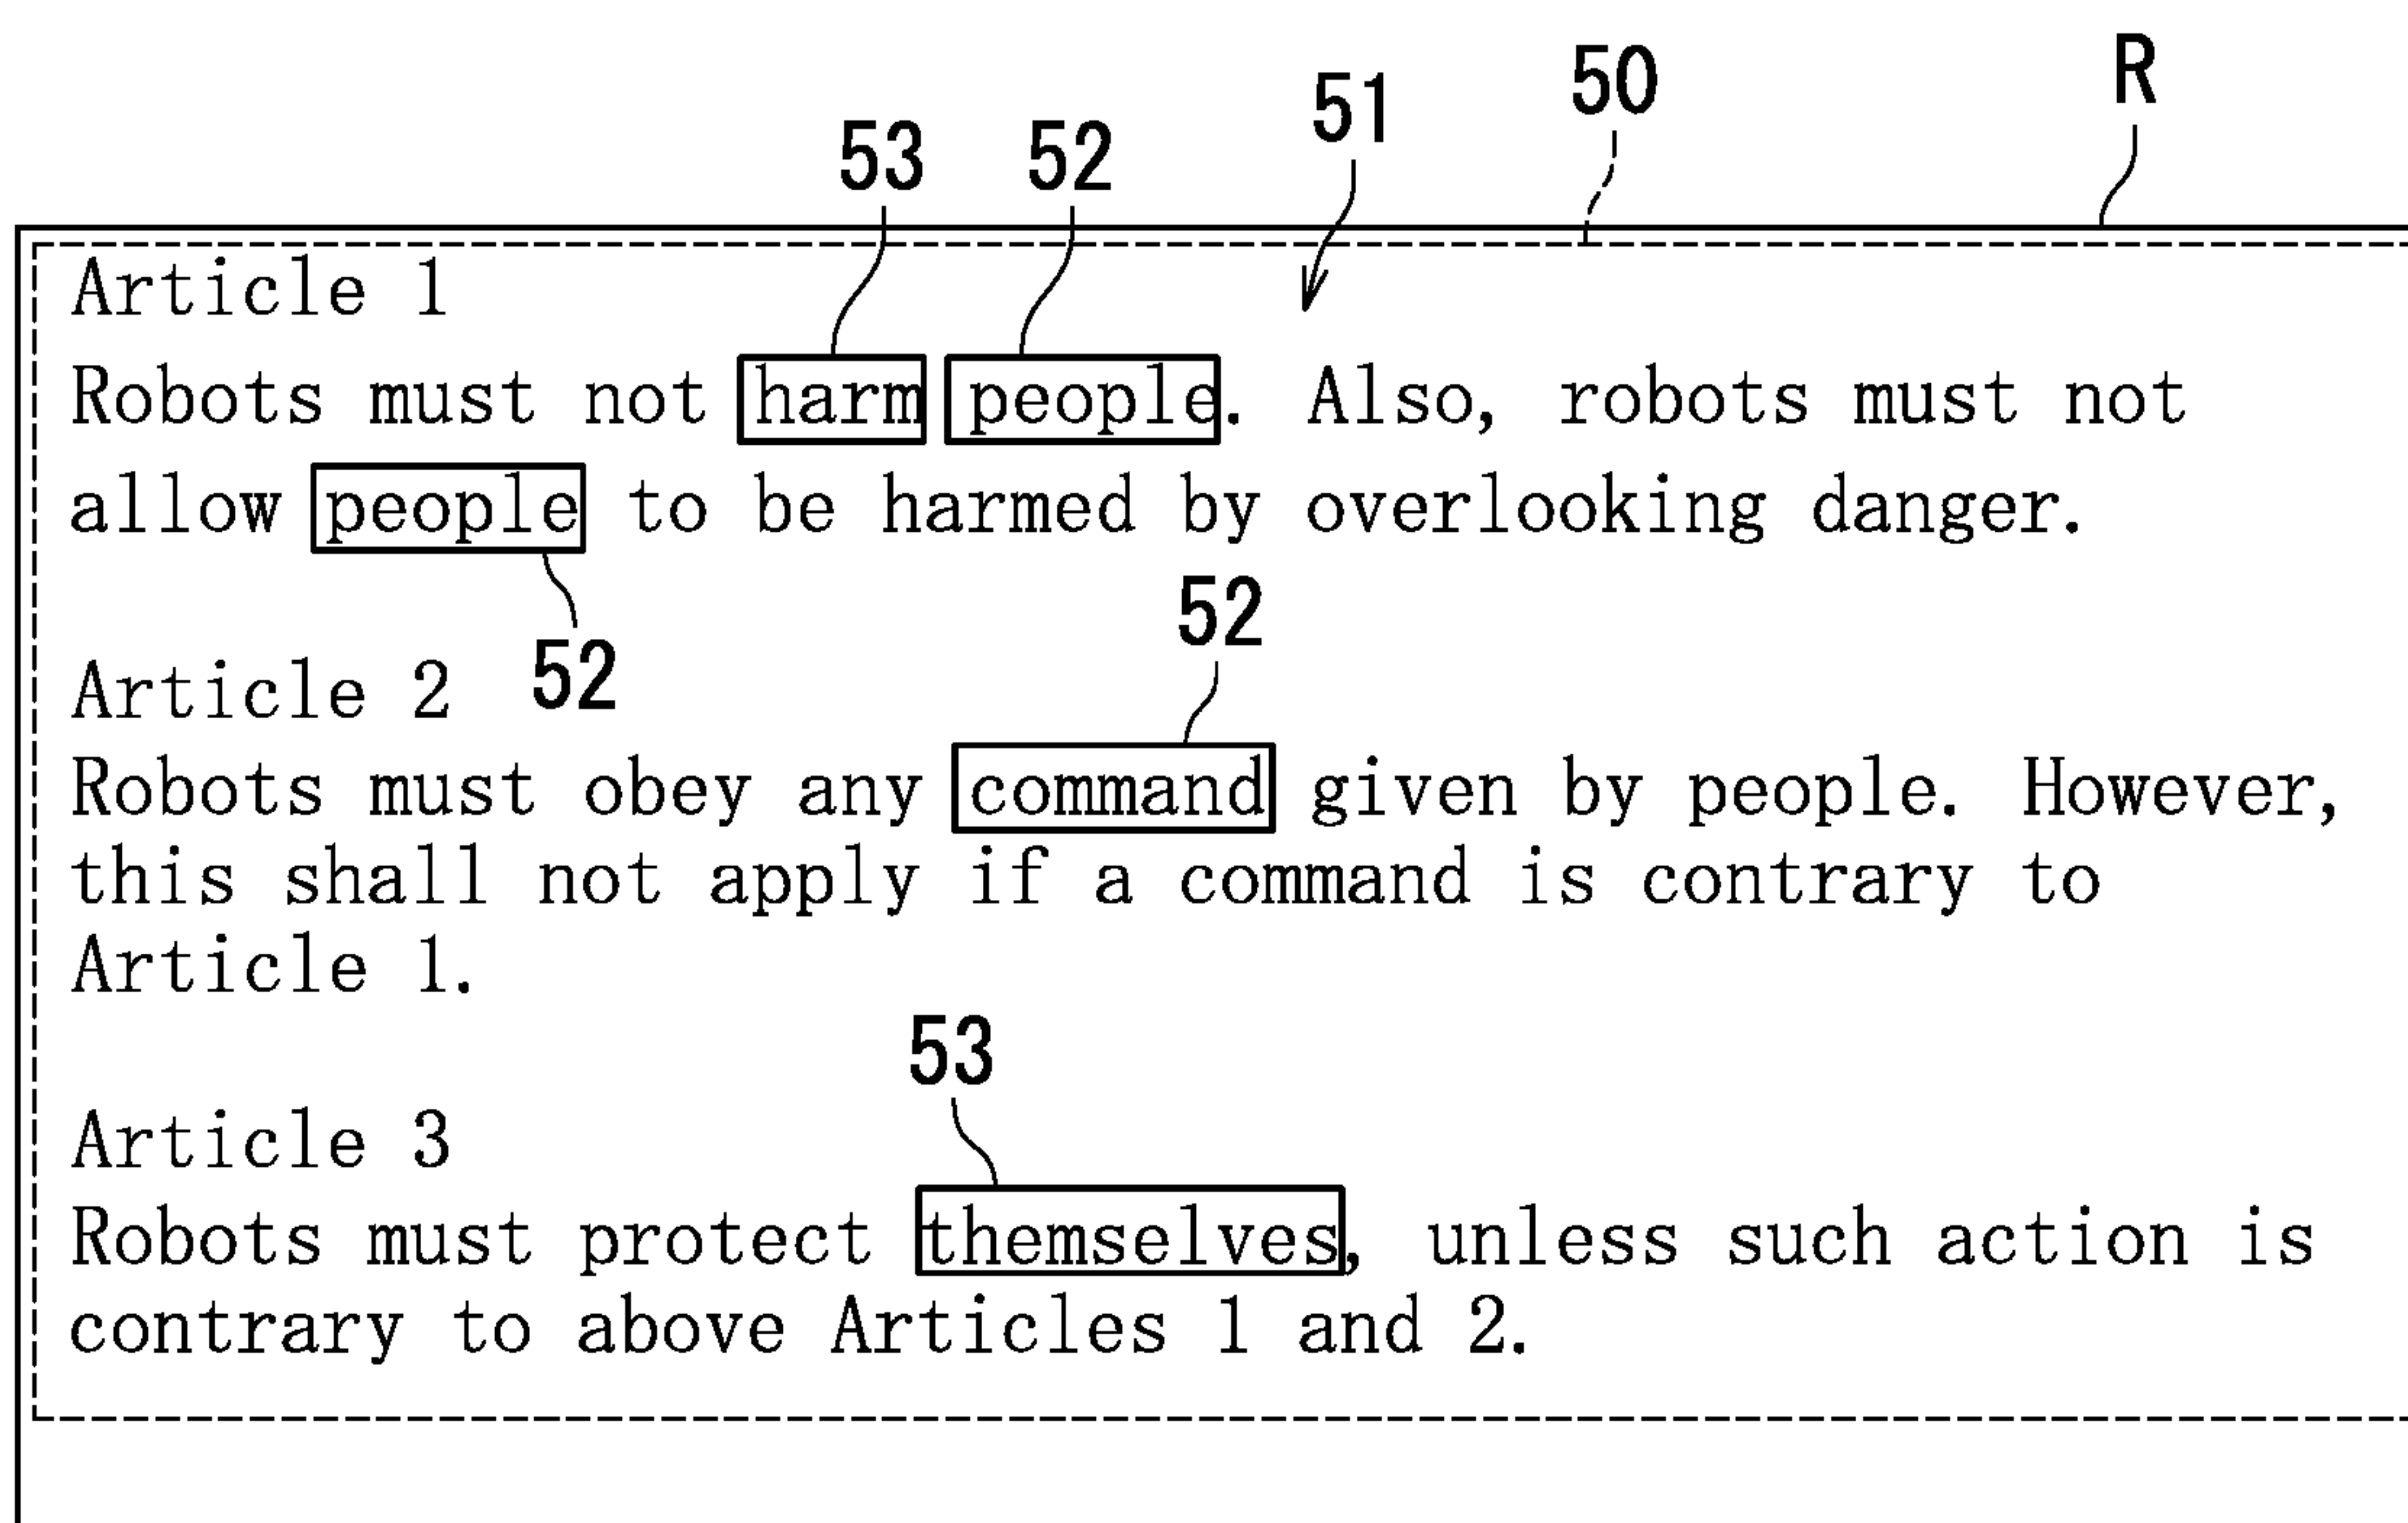 R
50
51
53 52
Article 1
Robots must not harm people. Also, robots must not
allow people to be harmed by overlooking danger.
52
52
Article 2
Robots must obey any command given by people. However,
this shall not apply if a command is contrary to
Article 1.
53
Article 3
Robots must protect themselves, unless such action is
contrary to above Articles 1 and 2.